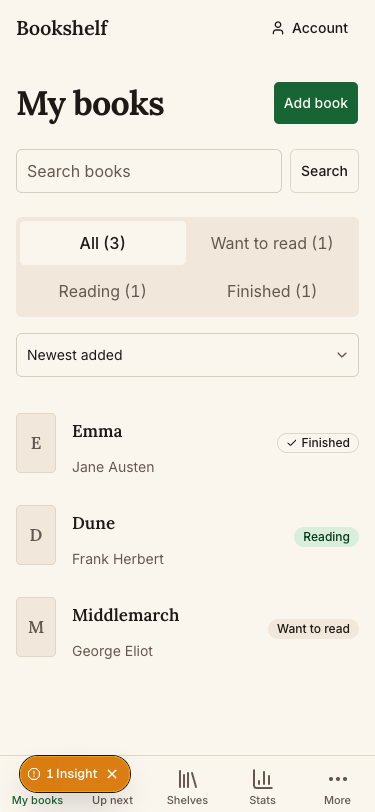 Bookshelf
Account
My books
Add book
Search books
Search
All (3)
Want to read (1)
Reading (1)
Finished (1)
Newest added
E
Emma
Jane Austen
Finished
D
Dune
Frank Herbert
Reading
M
Middlemarch
George Eliot
Want to read
1 Insight
My books
Up next
Shelves
Stats
More